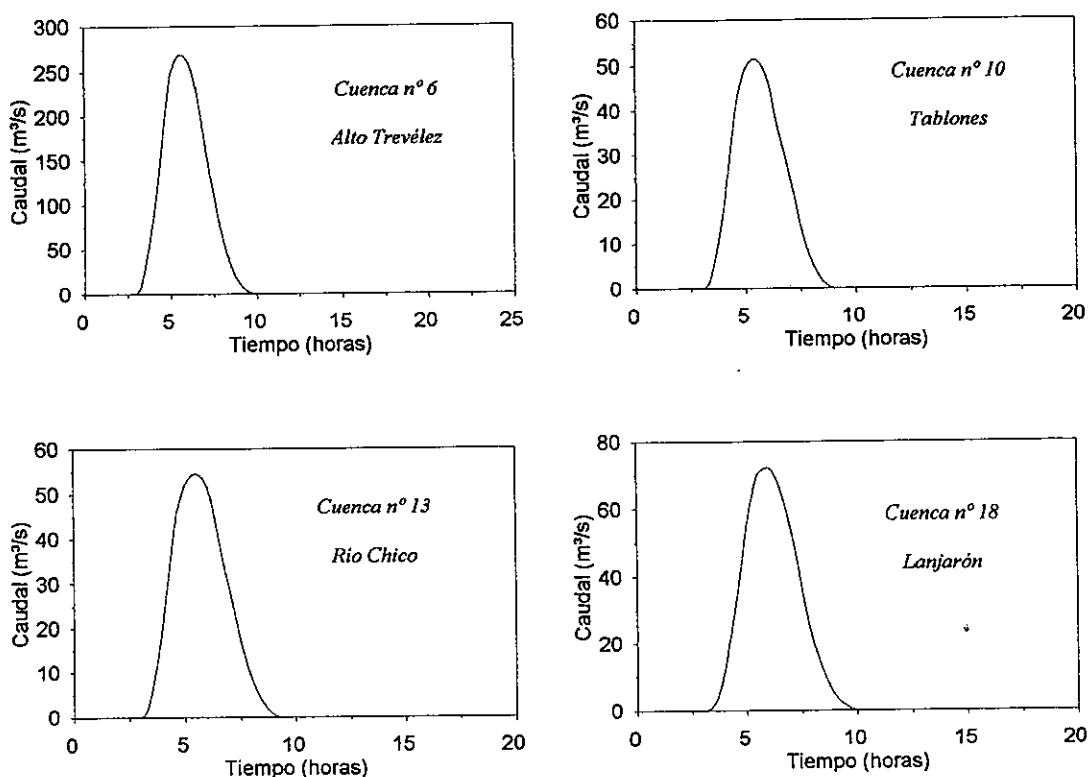 300
250
200
150
100
50
0
Caudal (m³/s)
Cuenca nº 6
Alto Trevélez
0 5 10 15 20 25
Tiempo (horas)
60
50
40
30
20
10
0
Caudal (m³/s)
Cuenca nº 10
Tablones
0 5 10 15 20
Tiempo (horas)
60
50
40
30
20
10
0
Caudal (m³/s)
Cuenca nº 13
Río Chico
0 5 10 15 20
Tiempo (horas)
80
60
40
20
0
Caudal (m³/s)
Cuenca nº 18
Lanjarón
0 5 10 15 20
Tiempo (horas)